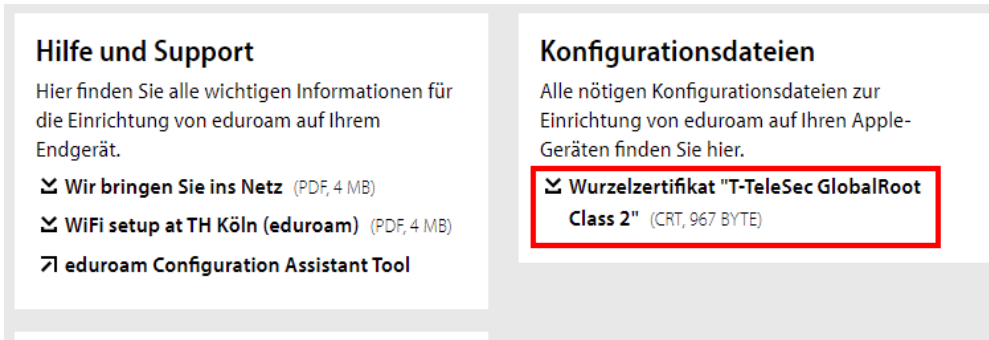 Hilfe und Support
Hier finden Sie alle wichtigen Informationen für
die Einrichtung von eduroam auf Ihrem
Endgerät.
Wir bringen Sie ins Netz (PDF, 4 MB)
WiFi setup at TH Köln (eduroam) (PDF, 4 MB)
eduroam Configuration Assistant Tool
Konfigurationsdateien
Alle nötigen Konfigurationsdateien zur
Einrichtung von eduroam auf Ihren Apple-
Geräten finden Sie hier.
Wurzelzertifikat "T-TeleSec GlobalRoot
Class 2" (CRT, 967 BYTE)